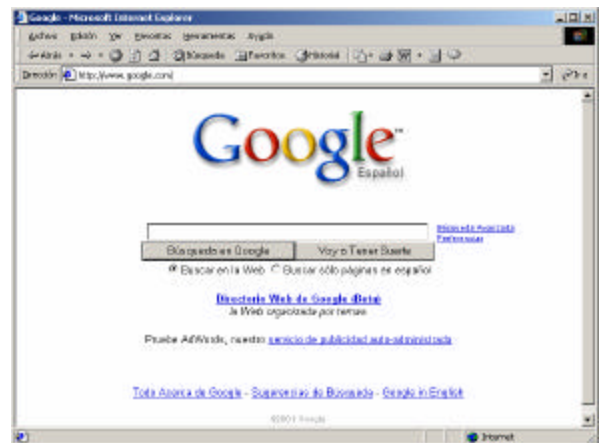 Google - Microsoft Internet Explorer
Archivo Edición Ver Favoritos Herramientas Ayuda
Atrás Búsqueda Favoritos Historial
Dirección http://www.google.com/ Ir
Google™
Español
Búsqueda Avanzada
Preferencias
Búsqueda en Google Voy a Tener Suerte
Buscar en la Web Buscar sólo páginas en español
Directorio Web de Google (Beta)
la Web organizada por temas
Pruebe AdWords, nuestro servicio de publicidad auto-administrada
Todo Acerca de Google - Sugerencias de Búsqueda - Google in English
©2001 Google
Internet